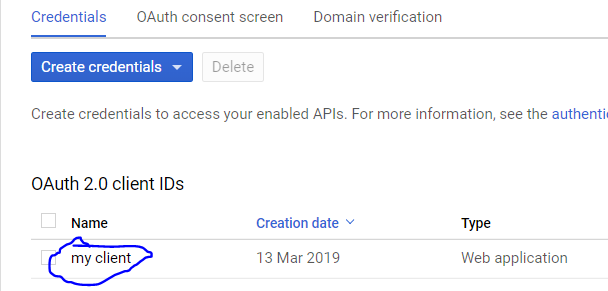 Credentials OAuth consent screen Domain verification
Create credentials Delete
Create credentials to access your enabled APIs. For more information, see the
OAuth 2.0 client IDs
Name Creation date Type
my client 13 Mar 2019 Web application